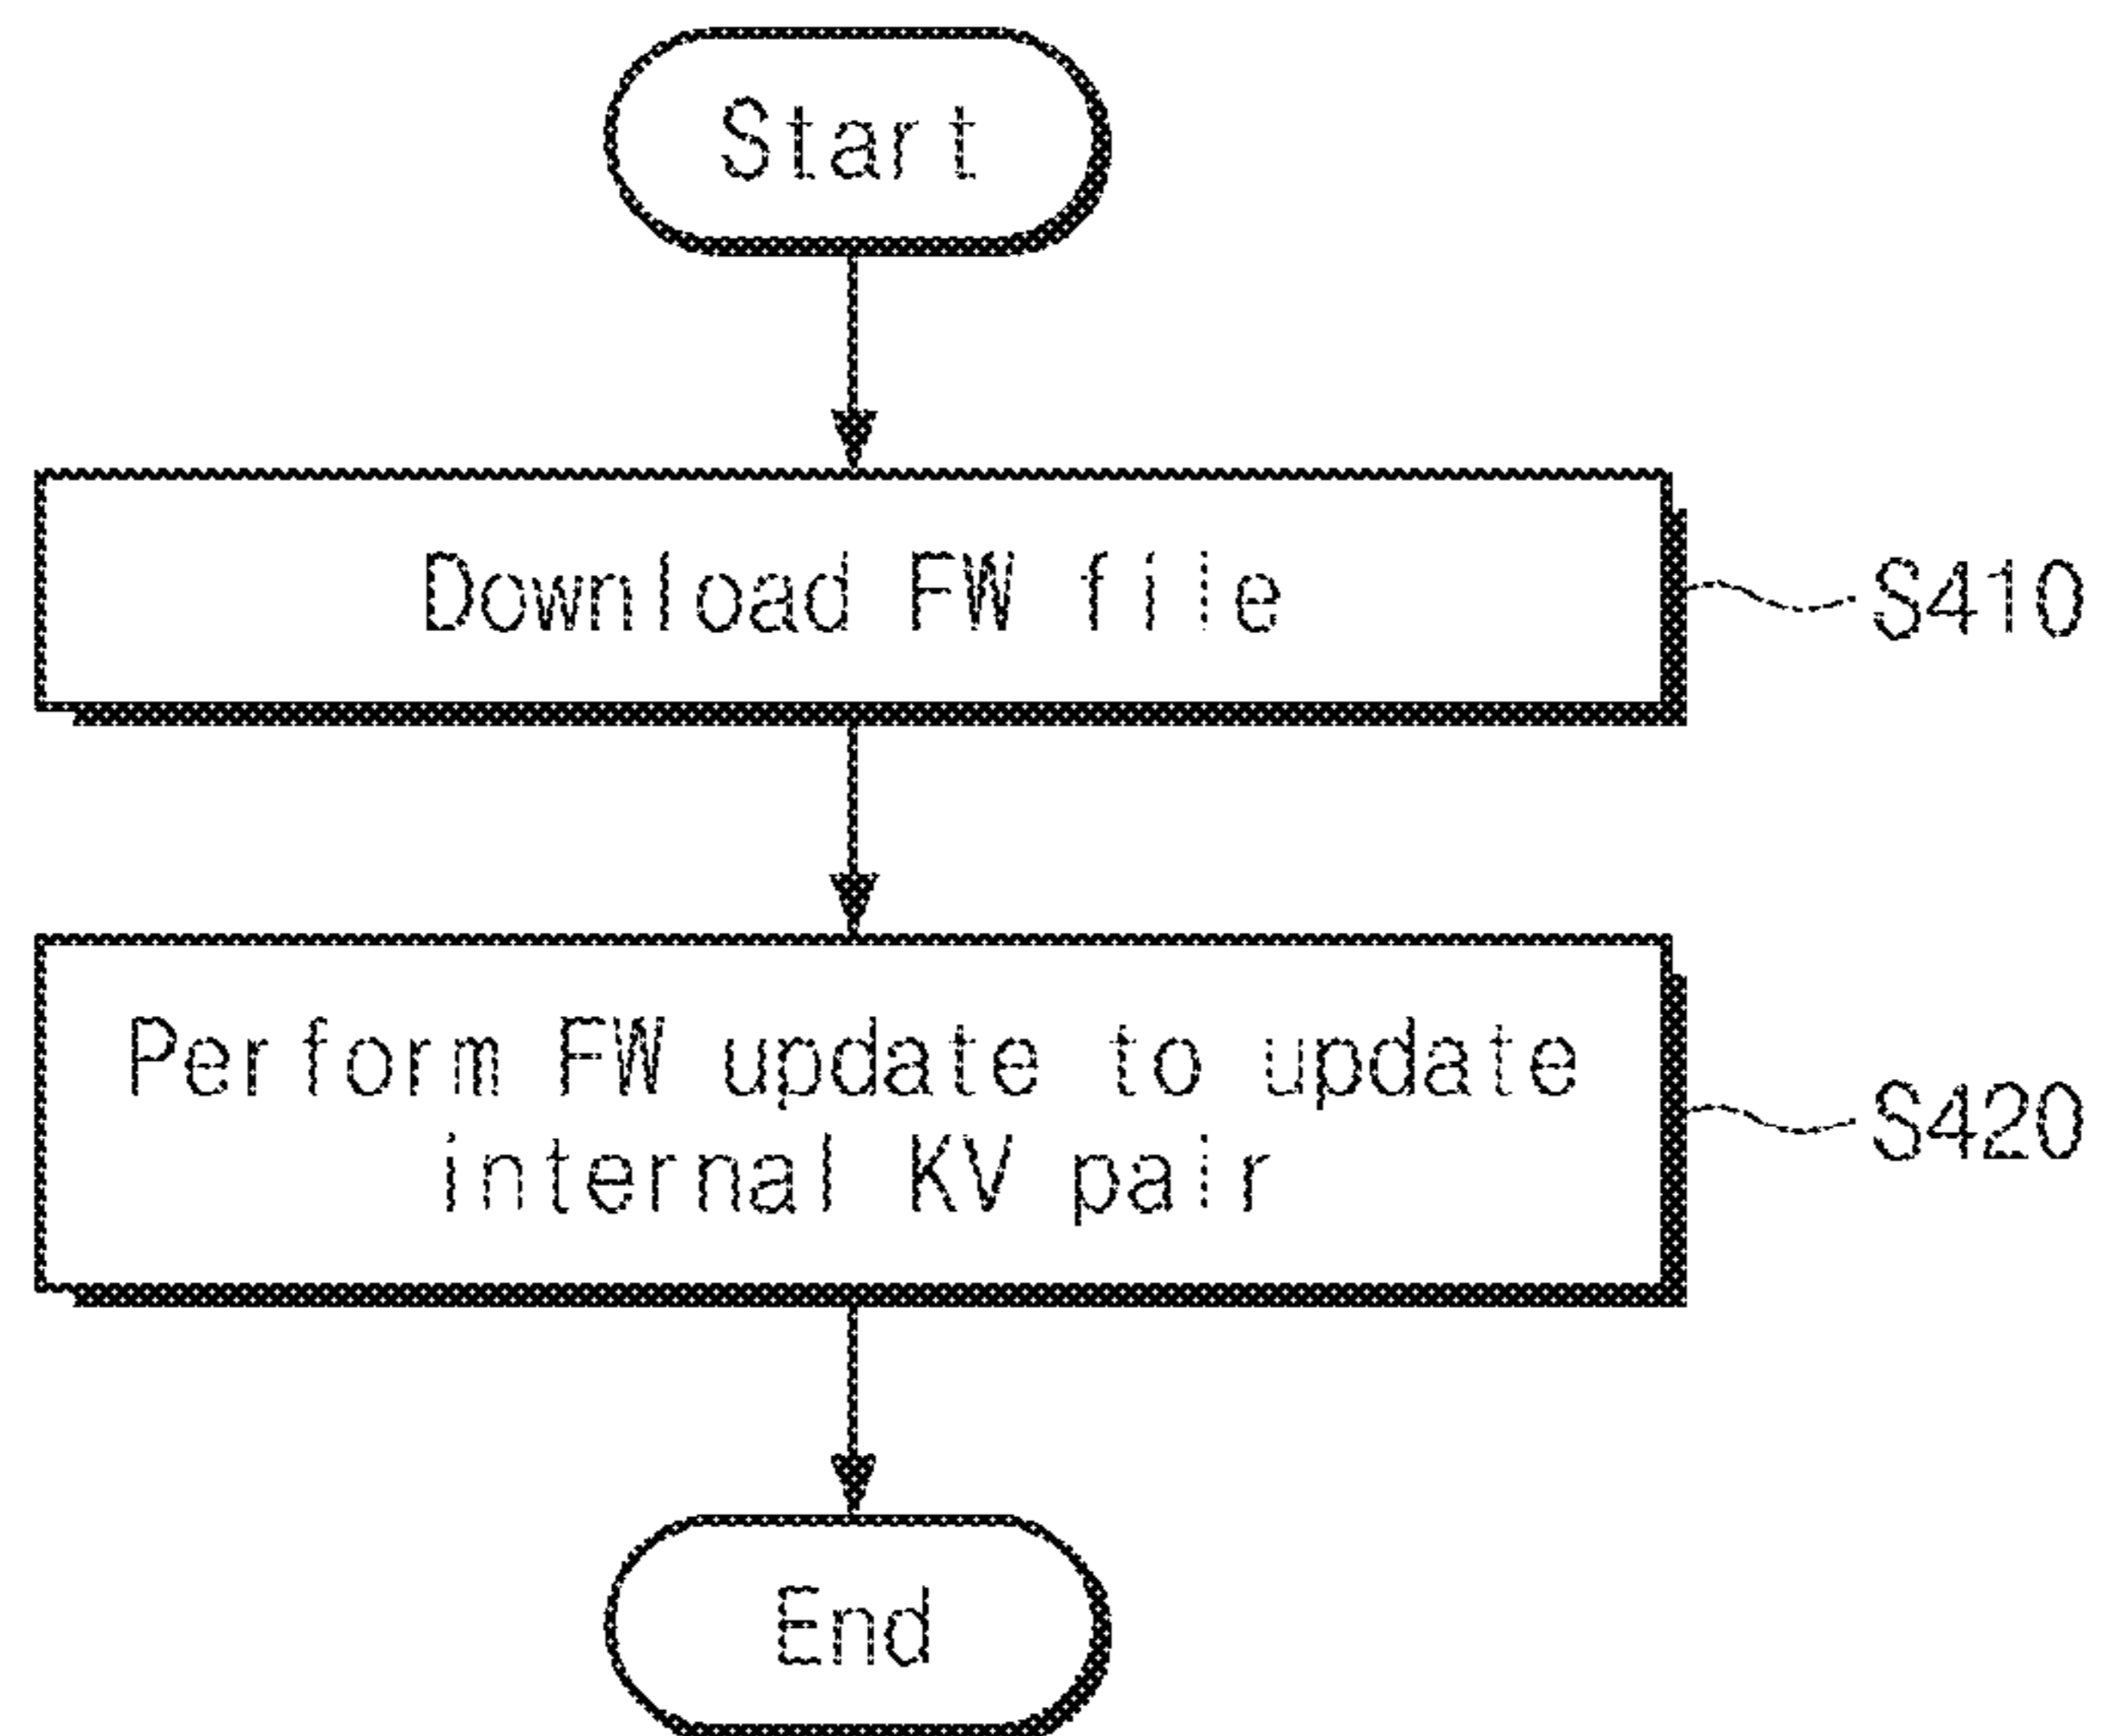 Start
Download FW file
S410
Perform FW update to update
internal KV pair
S420
End